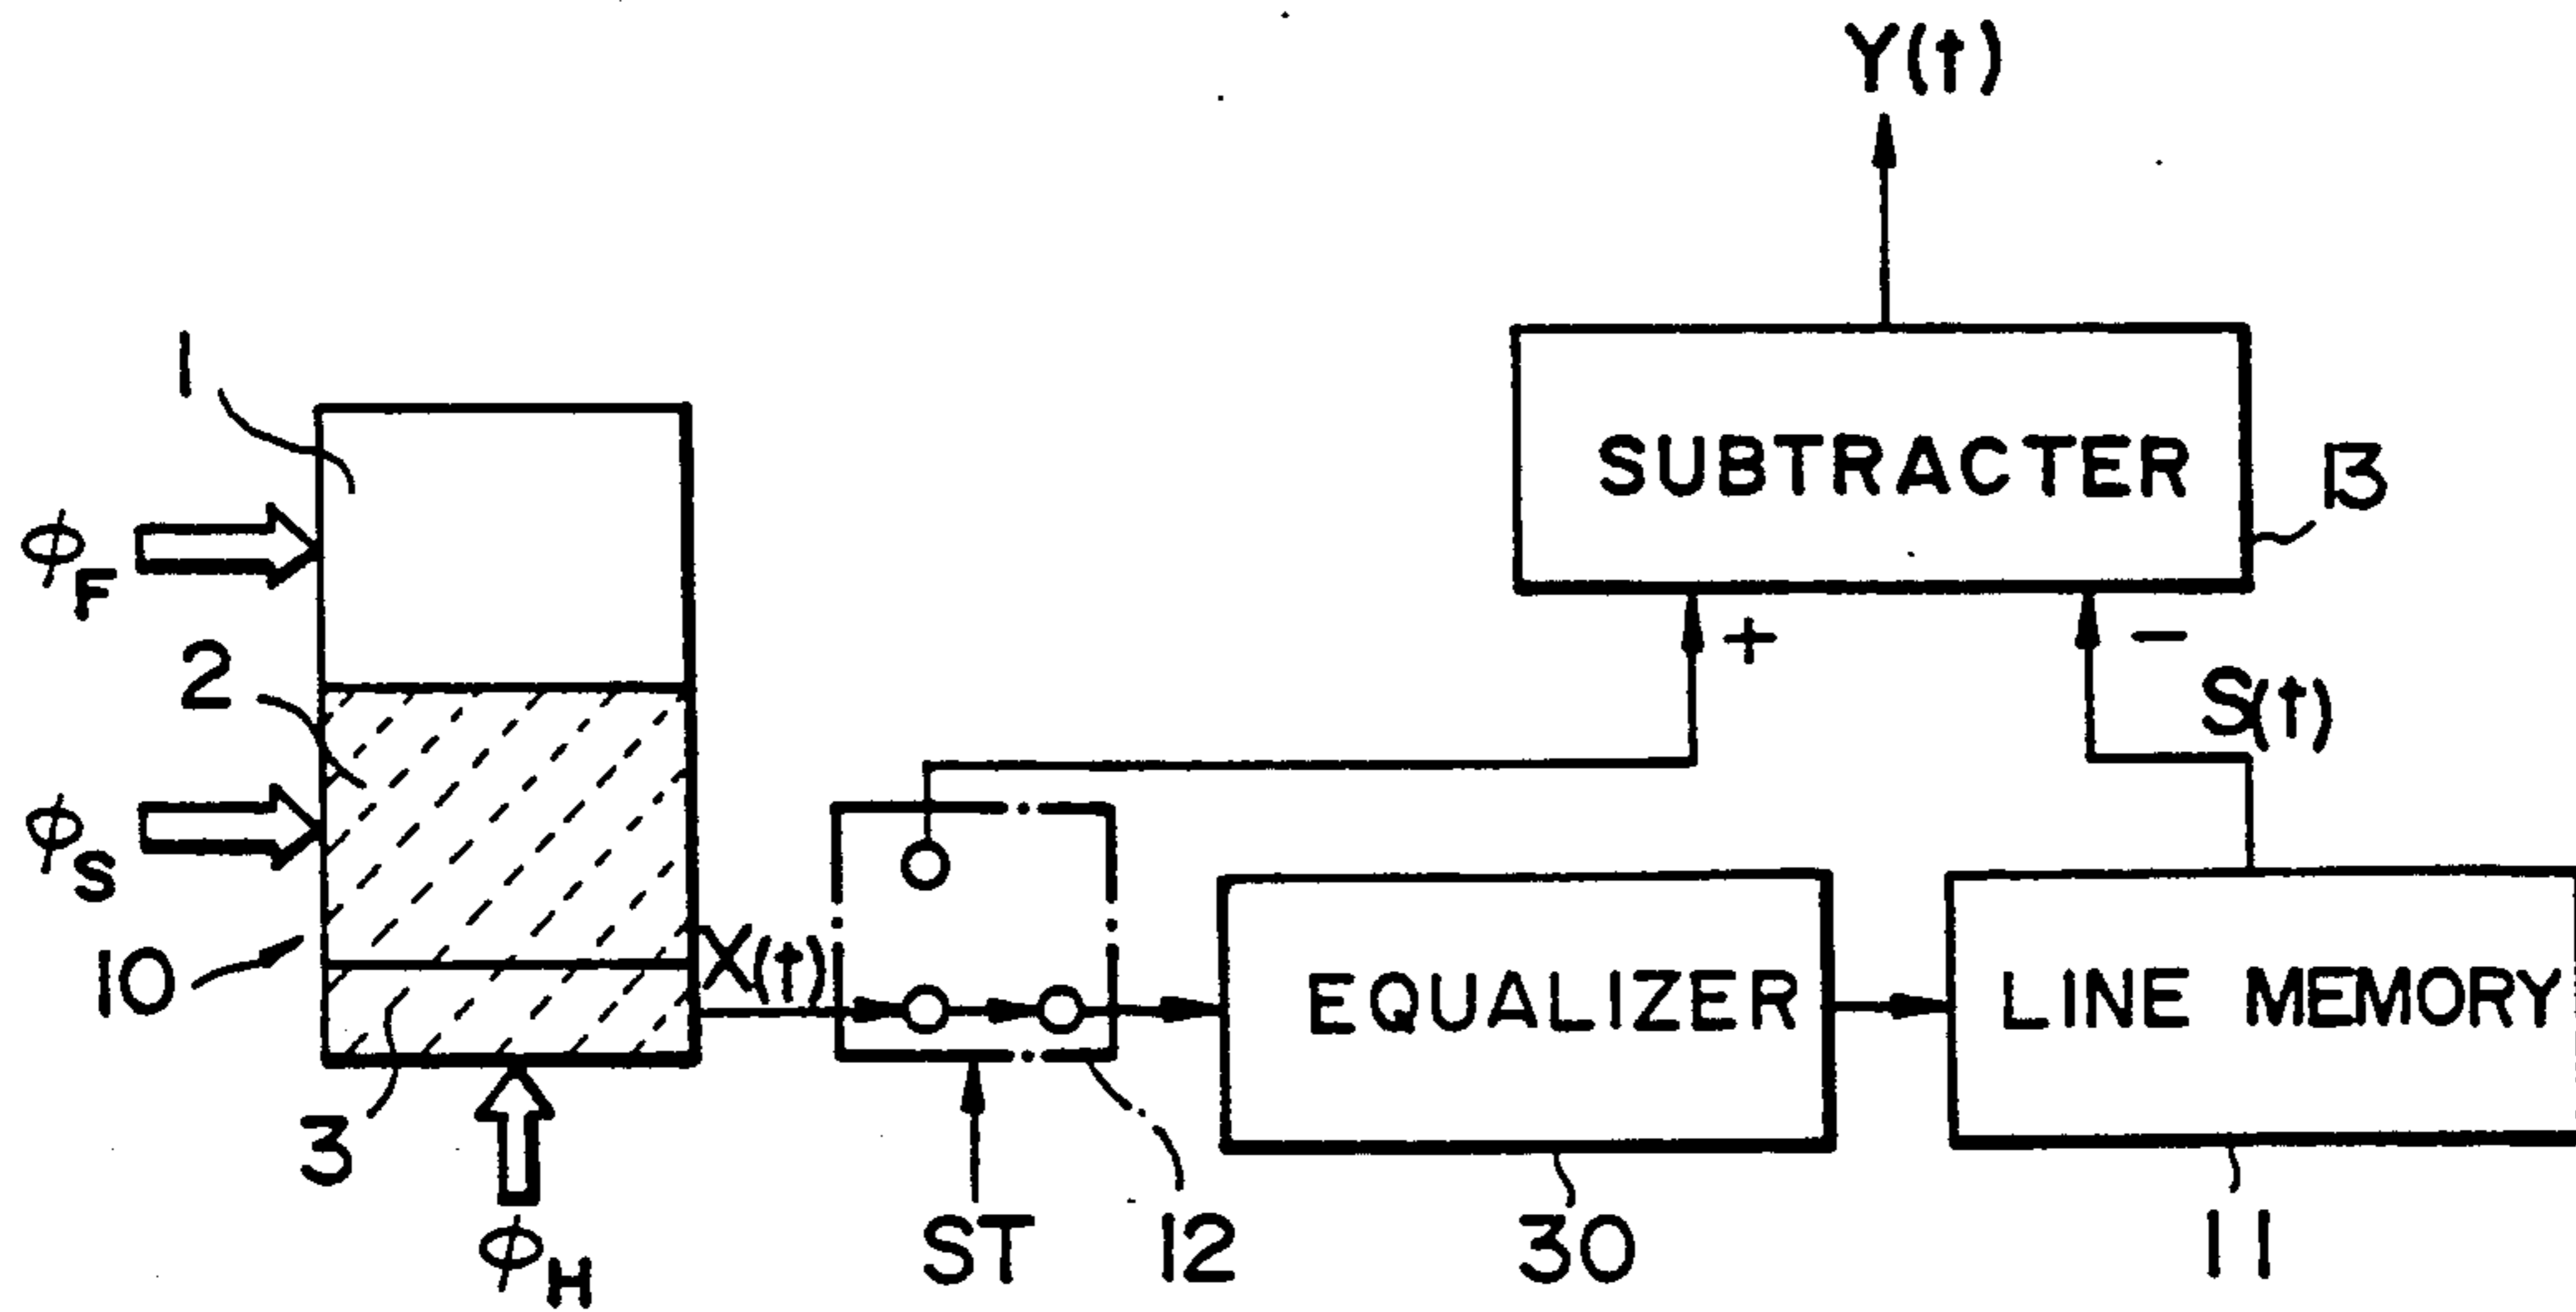 Y(t)
1
SUBTRACTER
13
ϕF
+
−
2
S(t)
ϕS
X(t)
10
EQUALIZER
LINE MEMORY
3
ST
12
30
11
ϕH